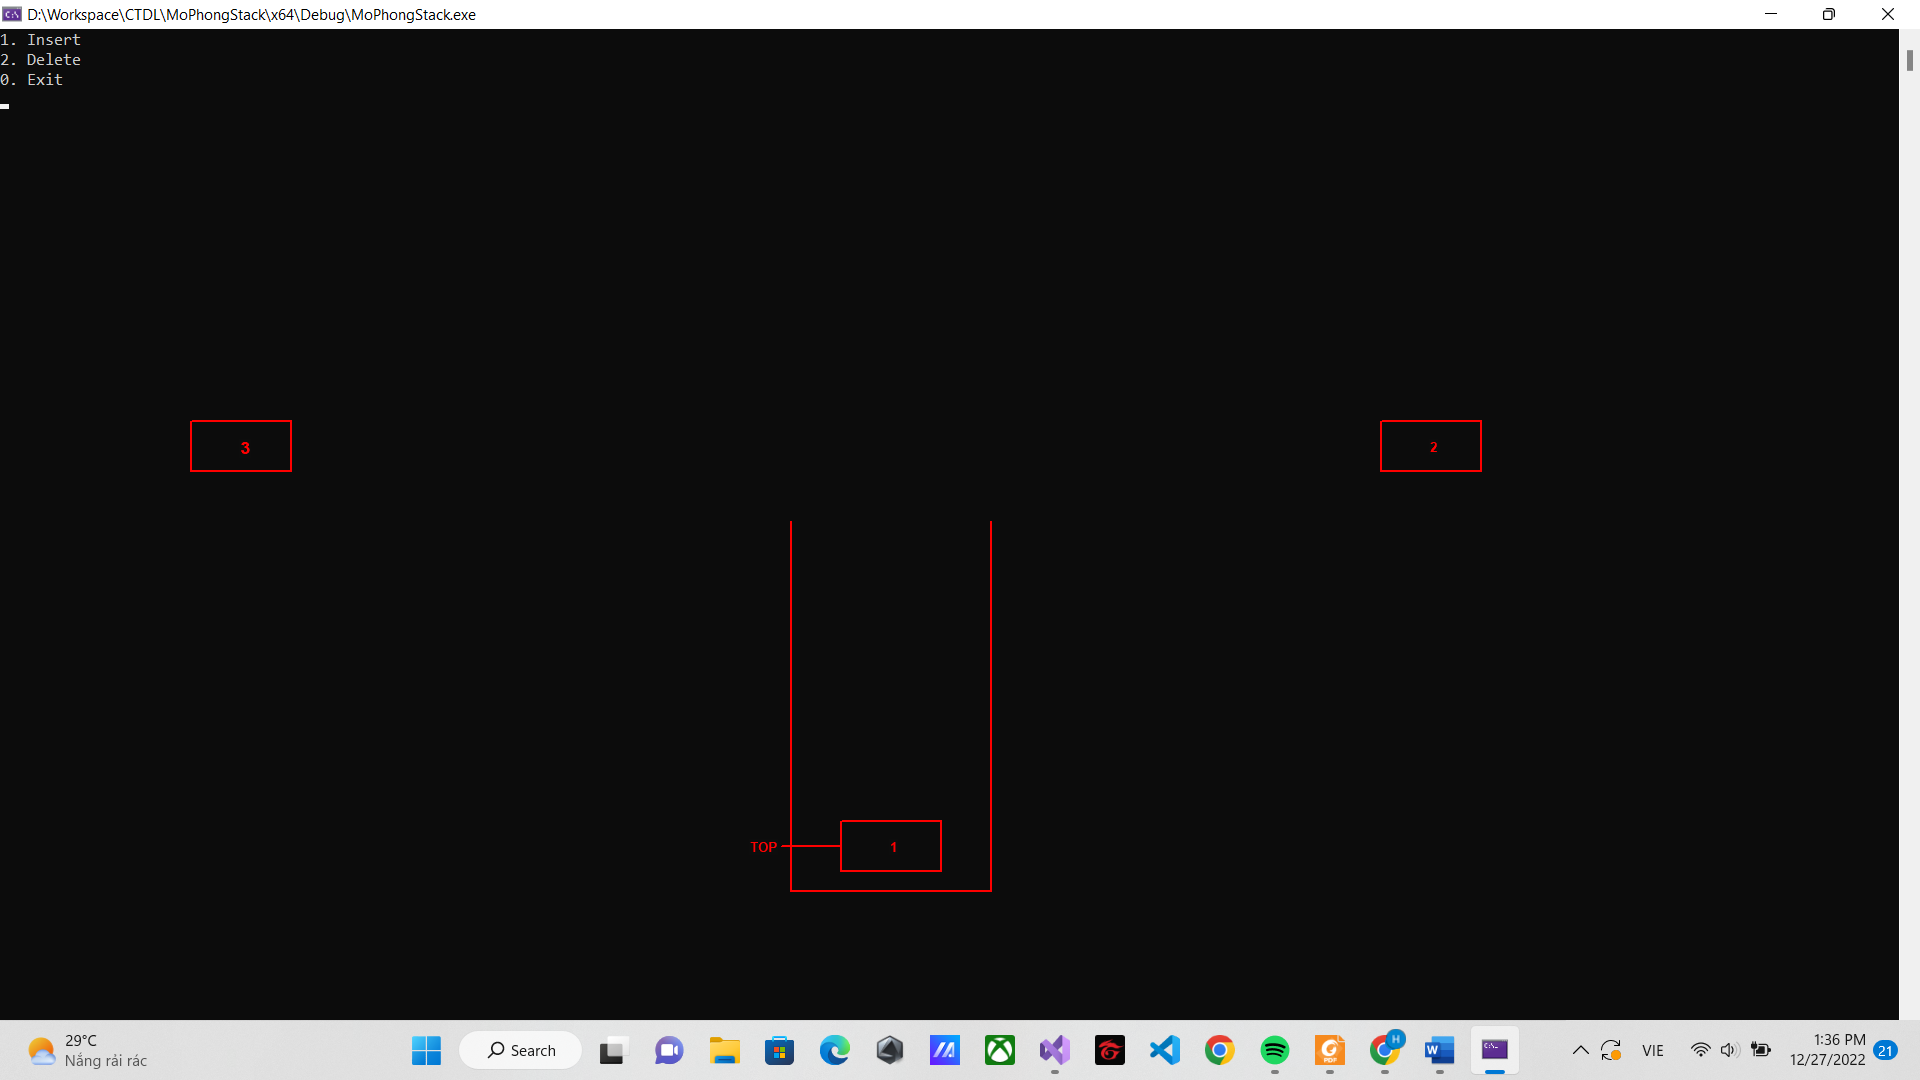 D:\Workspace\CTDL\MoPhongStack\x64\Debug\MoPhongStack.exe
1. Insert
2. Delete
0. Exit
3
2
TOP
1
29°C
Nắng rải rác
Search
H
VIE
1:36 PM
12/27/2022
21